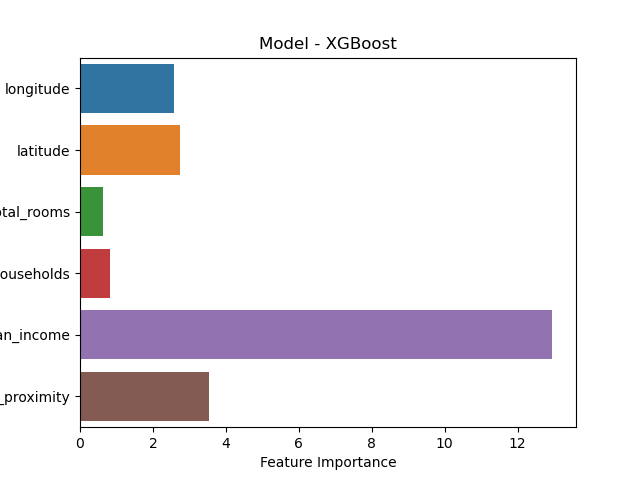 Model - XGBoost
longitude
latitude
otal_rooms
ouseholds
an_income
_proximity
0 2 4 6 8 10 12
Feature Importance